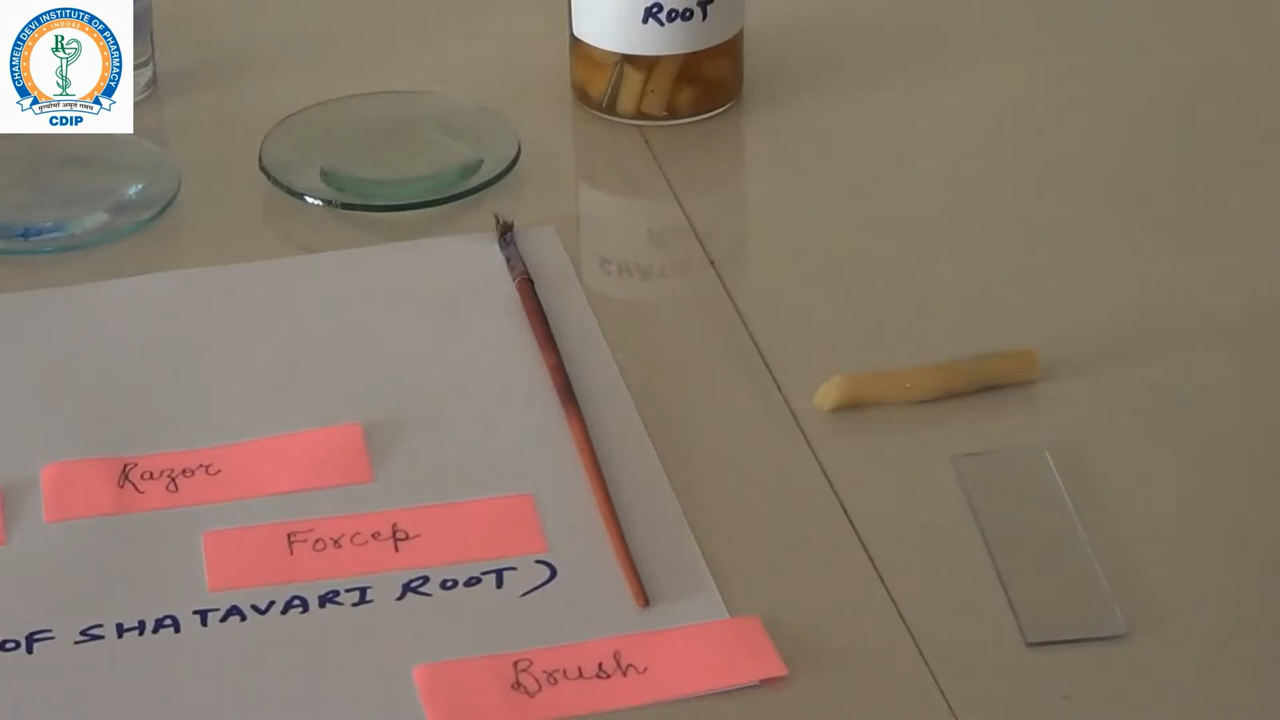 CHAMELI DEVI INSTITUTE OF PHARMACY
INDORE
CDIP
ROOT
Razor
Forcep
OF SHATAVARI ROOT)
Brush